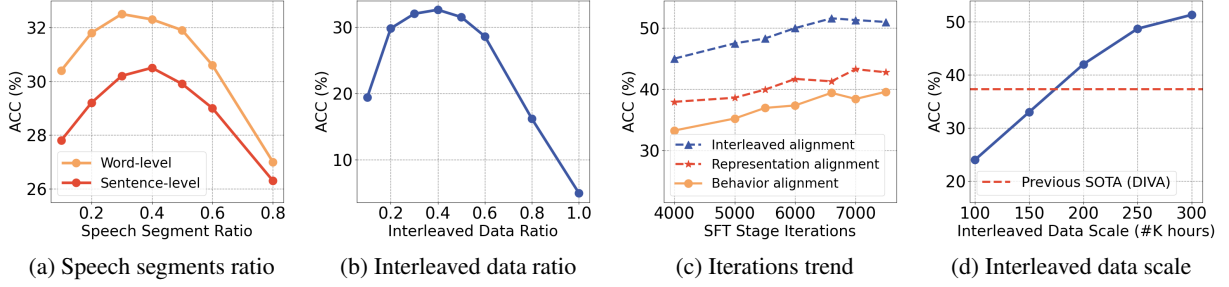 ACC (%)
32
30
28
26
Word-level
Sentence-level
0.2 0.4 0.6 0.8
Speech Segment Ratio
(a) Speech segments ratio
ACC (%)
30
20
10
0.2 0.4 0.6 0.8 1.0
Interleaved Data Ratio
(b) Interleaved data ratio
ACC (%)
50
40
30
Interleaved alignment
Representation alignment
Behavior alignment
4000 5000 6000 7000
SFT Stage Iterations
(c) Iterations trend
ACC (%)
50
40
30
20
Previous SOTA (DIVA)
100 150 200 250 300
Interleaved Data Scale (#K hours)
(d) Interleaved data scale